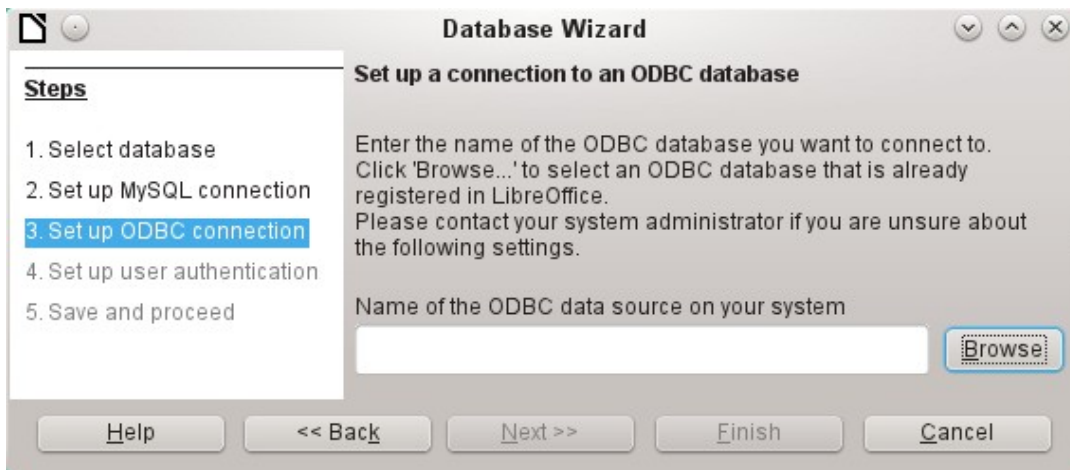 Database Wizard
Steps
1. Select database
2. Set up MySQL connection
3. Set up ODBC connection
4. Set up user authentication
5. Save and proceed
Set up a connection to an ODBC database
Enter the name of the ODBC database you want to connect to.
Click 'Browse...' to select an ODBC database that is already
registered in LibreOffice.
Please contact your system administrator if you are unsure about
the following settings.
Name of the ODBC data source on your system
Browse
Help
<< Back
Next >>
Finish
Cancel